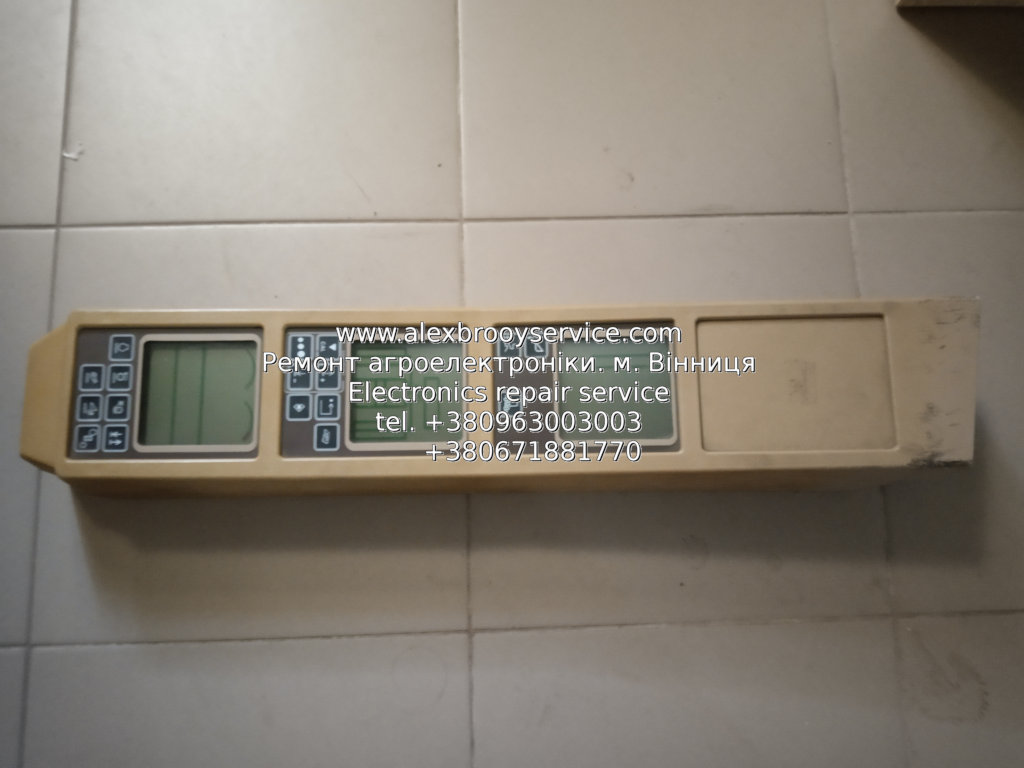 www.alexbrooyservice.com
Ремонт агроелектроніки. м. Вінниця
Electronics repair service
tel. +380963003003
+380671881770